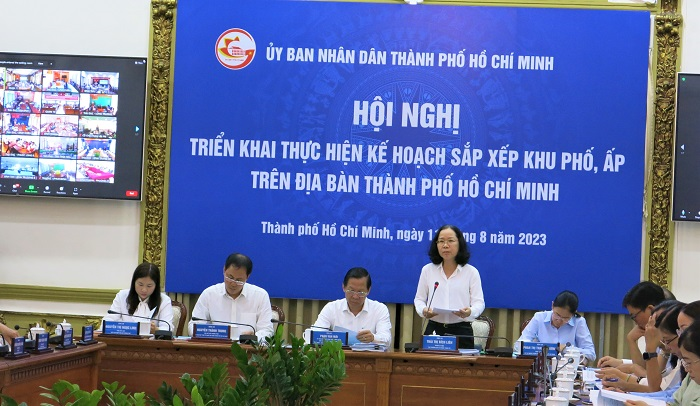 ỦY BAN NHÂN DÂN THÀNH PHỐ HỒ CHÍ MINH
HỘI NGHỊ
TRIỂN KHAI THỰC HIỆN KẾ HOẠCH SẮP XẾP KHU PHỐ, ẤP
TRÊN ĐỊA BÀN THÀNH PHỐ HỒ CHÍ MINH
Thành phố Hồ Chí Minh, ngày 8 năm 2023